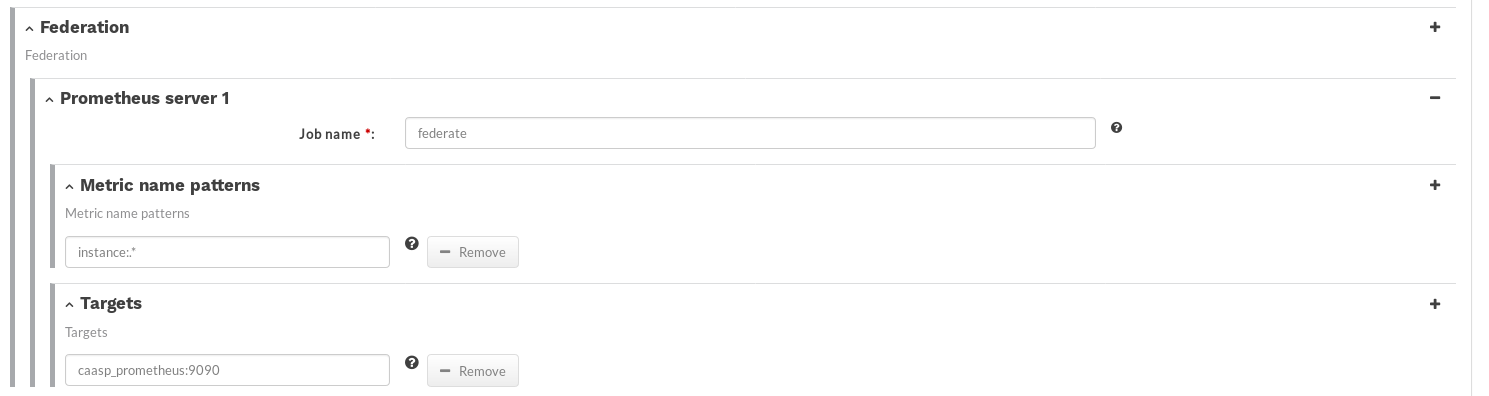 Federation
Federation
Prometheus server 1
Job name *: federate
Metric name patterns
Metric name patterns
instance:.* Remove
Targets
Targets
caasp_prometheus:9090 Remove